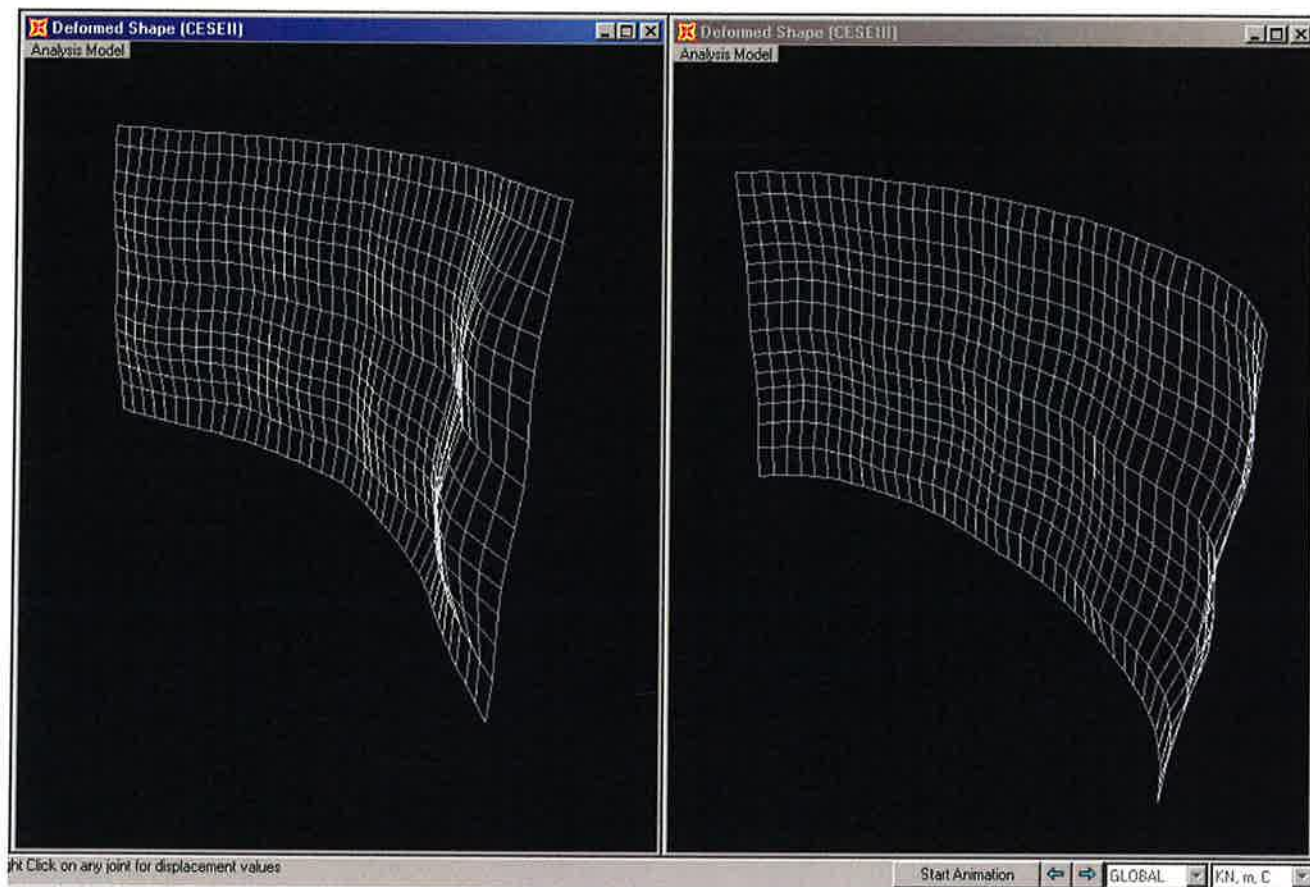 Deformed Shape (CESEII)
Analysis Model
Deformed Shape (CESEIII)
Analysis Model
ht Click on any joint for displacement values
Start Animation
GLOBAL
KN, m, C